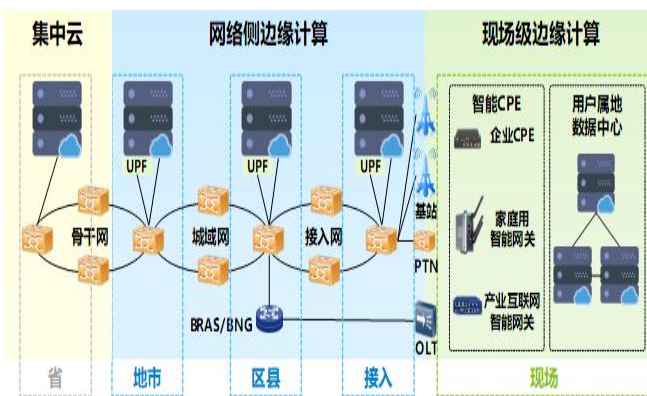 集中云
网络侧边缘计算
现场级边缘计算
智能CPE
企业CPE
用户属地
数据中心
UPF
UPF
UPF
基站
家庭用
智能网关
骨干网
城域网
接入网
PTN
产业互联网
智能网关
BRAS/BNG
OLT
省
地市
区县
接入
现场